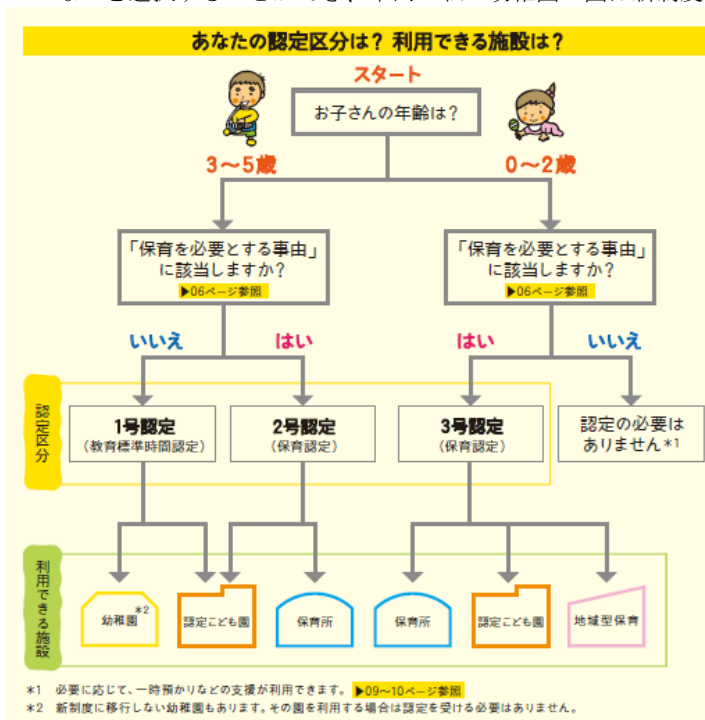 あなたの認定区分は? 利用できる施設は?
スタート
お子さんの年齢は?
3～5歳
0～2歳
「保育を必要とする事由」
に該当しますか?
▶06ページ参照
「保育を必要とする事由」
に該当しますか?
▶06ページ参照
いいえ
はい
はい
いいえ
認定区分
1号認定
(教育標準時間認定)
2号認定
(保育認定)
3号認定
(保育認定)
認定の必要は
ありません*1
利用できる施設
幼稚園*2
認定こども園
保育所
保育所
認定こども園
地域型保育
*1 必要に応じて、一時預かりなどの支援が利用できます。 ▶09～10ページ参照
*2 新制度に移行しない幼稚園もあります。その園を利用する場合は認定を受ける必要はありません。